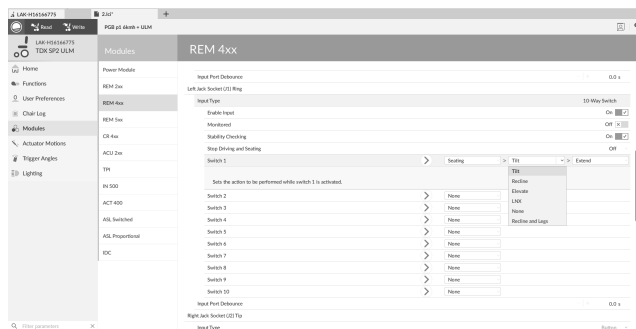 LAK-H16166775
2.lci*
+
Read
Write
PGB p1 6kmh + ULM
LAK-H16166775
TDX SP2 ULM
Modules
REM 4xx
Home
Functions
User Preferences
Chair Log
Modules
Actuator Motions
Trigger Angles
Lighting
Power Module
REM 2xx
REM 4xx
REM 5xx
CR 4xx
ACU 2xx
TPI
IN 500
ACT 400
ASL Switched
ASL Proportional
IDC
Input Port Debounce 0.0 s
Left Jack Socket (J1) Ring
Input Type 10-Way Switch
Enable Input On
Monitored Off
Stability Checking On
Stop Driving and Seating Off
Switch 1 > Seating > Tilt > Extend
Sets the action to be performed while switch 1 is activated.
Tilt
Recline
Elevate
LNX
None
Recline and Legs
Switch 2 > None
Switch 3 > None
Switch 4 > None
Switch 5 > None
Switch 6 > None
Switch 7 > None
Switch 8 > None
Switch 9 > None
Switch 10 > None
Input Port Debounce 0.0 s
Right Jack Socket (J2) Tip
Input Type Button
Filter parameters